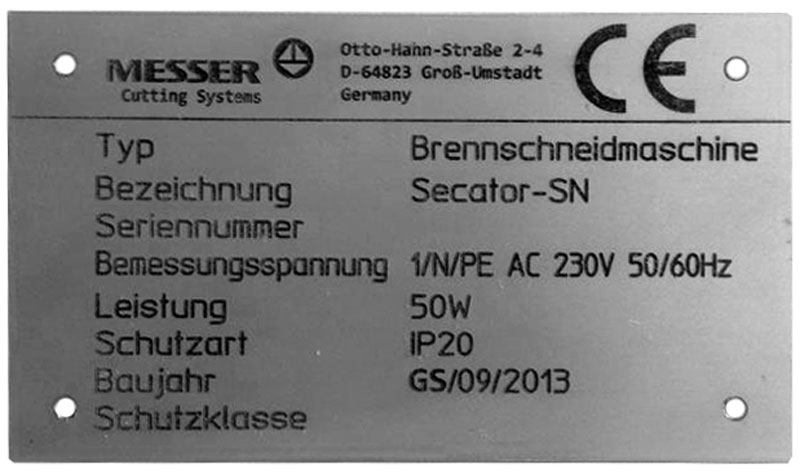 MESSER
Cutting Systems
Otto-Hahn-Straße 2-4
D-64823 Groß-Umstadt
Germany
CE
Typ Brennschneidmaschine
Bezeichnung Secator-SN
Seriennummer
Bemessungsspannung 1/N/PE AC 230V 50/60Hz
Leistung 50W
Schutzart IP20
Baujahr GS/09/2013
Schutzklasse